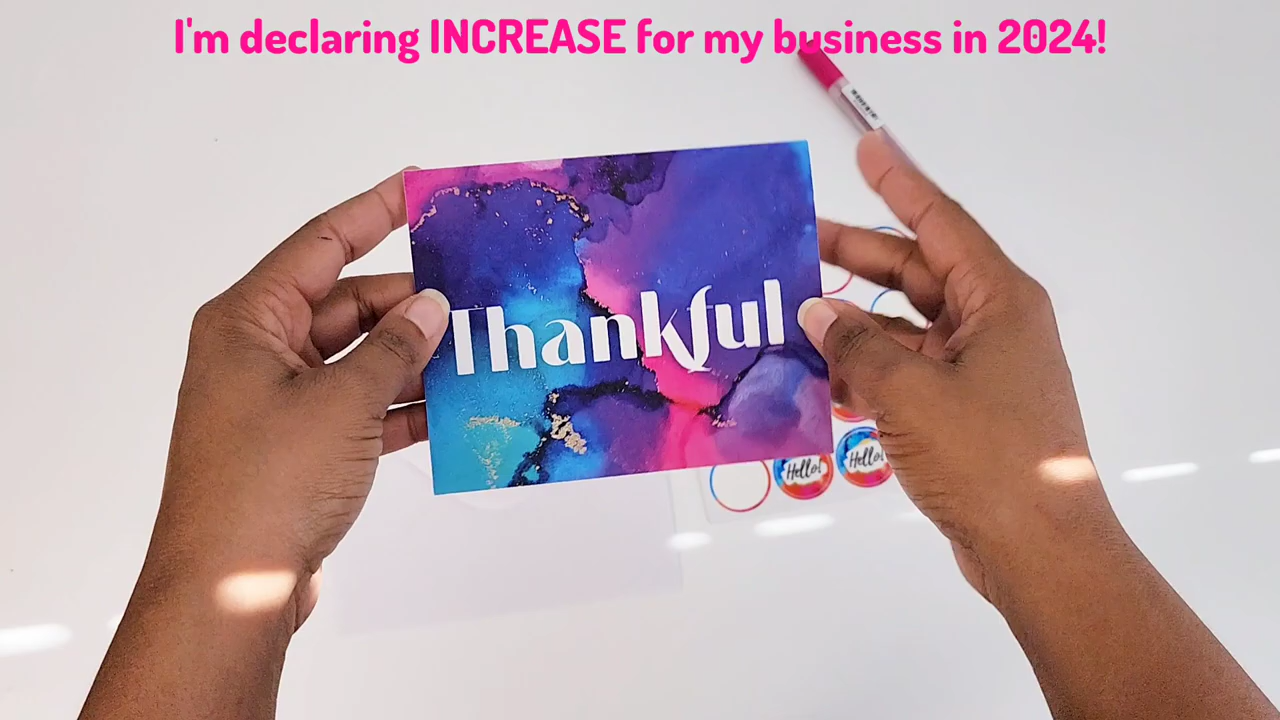 I'm declaring INCREASE for my business in 2024!
Thankful
Hello!
Hello!